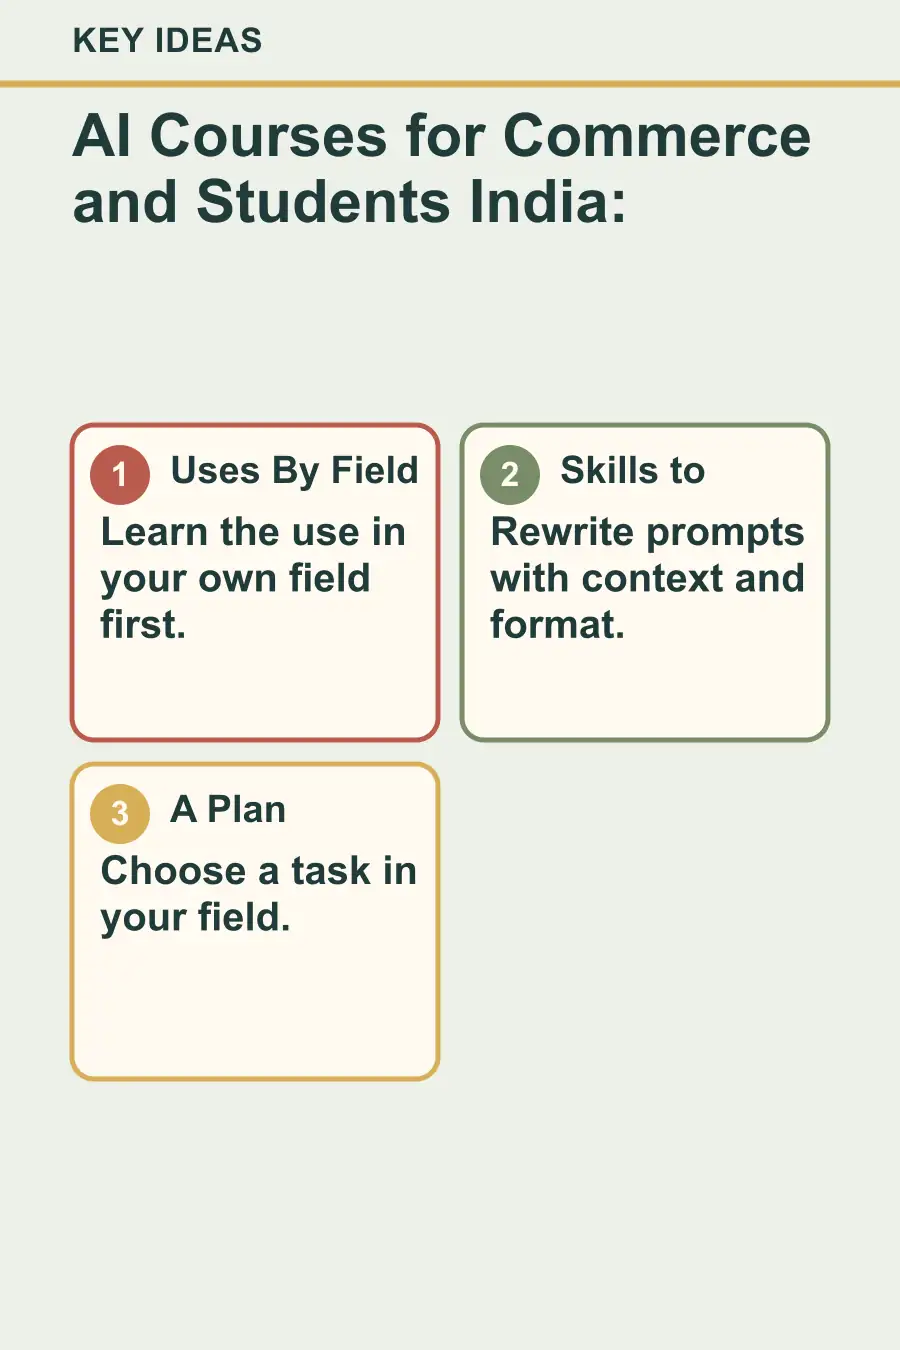 KEY IDEAS
AI Courses for Commerce
and Students India:
1 Uses By Field
Learn the use in
your own field
first.
2 Skills to
Rewrite prompts
with context and
format.
3 A Plan
Choose a task in
your field.